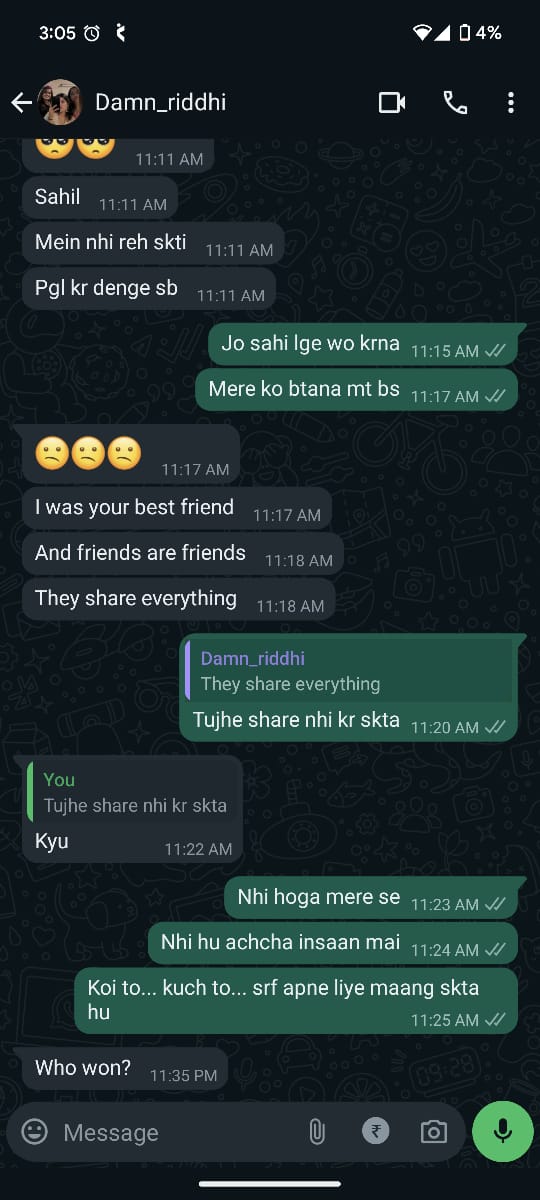 3:05
4%
Damn_riddhi
11:11 AM
Sahil 11:11 AM
Mein nhi reh skti 11:11 AM
Pgl kr denge sb 11:11 AM
Jo sahi lge wo krna 11:15 AM
Mere ko btana mt bs 11:17 AM
11:17 AM
I was your best friend 11:17 AM
And friends are friends 11:18 AM
They share everything 11:18 AM
Damn_riddhi
They share everything
Tujhe share nhi kr skta 11:20 AM
You
Tujhe share nhi kr skta
Kyu 11:22 AM
Nhi hoga mere se 11:23 AM
Nhi hu achcha insaan mai 11:24 AM
Koi to... kuch to... srf apne liye maang skta
hu 11:25 AM
Who won? 11:35 PM
Message
₹